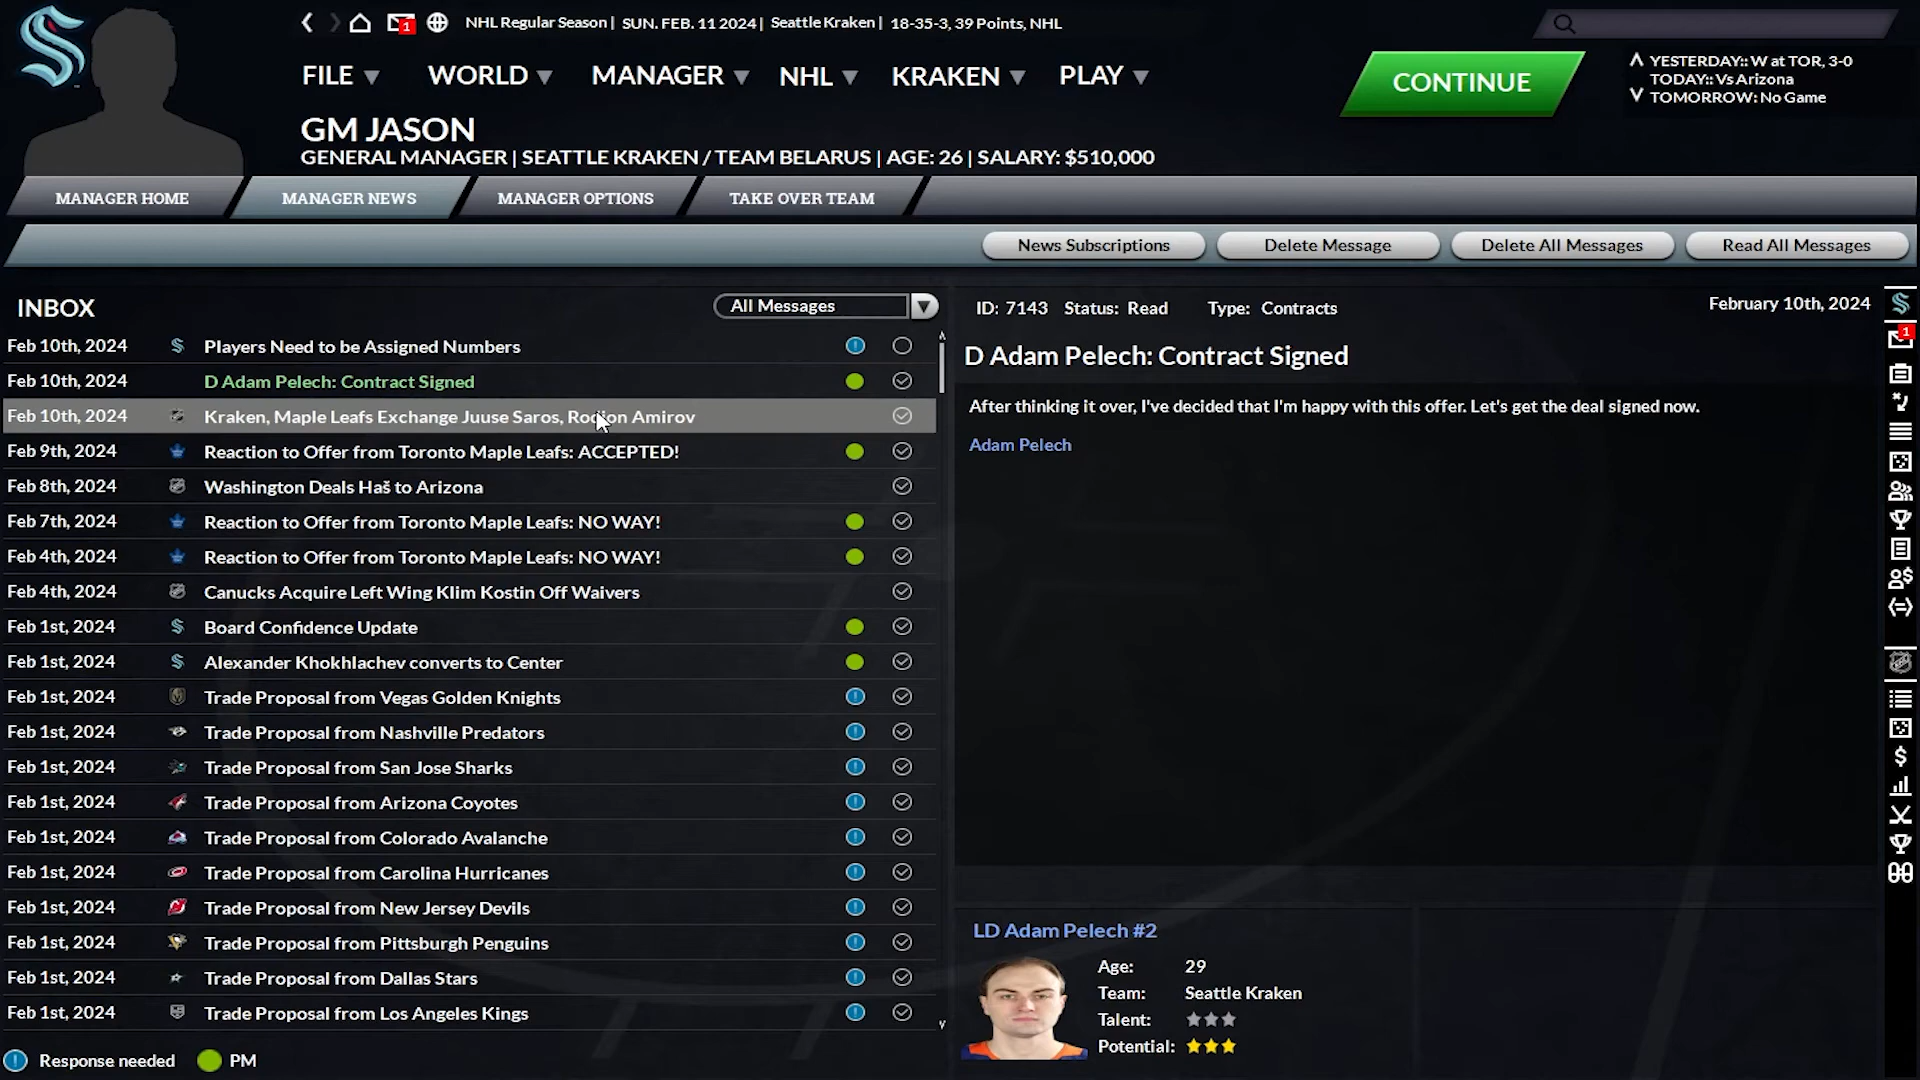 NHL Regular Season | SUN. FEB. 11 2024 | Seattle Kraken | 18-35-3, 39 Points, NHL
1
FILE WORLD MANAGER NHL KRAKEN PLAY
CONTINUE
YESTERDAY:: W at TOR, 3-0
TODAY:: Vs Arizona
TOMORROW: No Game
GM JASON
GENERAL MANAGER | SEATTLE KRAKEN / TEAM BELARUS | AGE: 26 | SALARY: $510,000
MANAGER HOME MANAGER NEWS MANAGER OPTIONS TAKE OVER TEAM
News Subscriptions Delete Message Delete All Messages Read All Messages
INBOX All Messages
Feb 10th, 2024 Players Need to be Assigned Numbers
Feb 10th, 2024 D Adam Pelech: Contract Signed
Feb 10th, 2024 Kraken, Maple Leafs Exchange Juuse Saros, Rodion Amirov
Feb 9th, 2024 Reaction to Offer from Toronto Maple Leafs: ACCEPTED!
Feb 8th, 2024 Washington Deals Haš to Arizona
Feb 7th, 2024 Reaction to Offer from Toronto Maple Leafs: NO WAY!
Feb 4th, 2024 Reaction to Offer from Toronto Maple Leafs: NO WAY!
Feb 4th, 2024 Canucks Acquire Left Wing Klim Kostin Off Waivers
Feb 1st, 2024 Board Confidence Update
Feb 1st, 2024 Alexander Khokhlachev converts to Center
Feb 1st, 2024 Trade Proposal from Vegas Golden Knights
Feb 1st, 2024 Trade Proposal from Nashville Predators
Feb 1st, 2024 Trade Proposal from San Jose Sharks
Feb 1st, 2024 Trade Proposal from Arizona Coyotes
Feb 1st, 2024 Trade Proposal from Colorado Avalanche
Feb 1st, 2024 Trade Proposal from Carolina Hurricanes
Feb 1st, 2024 Trade Proposal from New Jersey Devils
Feb 1st, 2024 Trade Proposal from Pittsburgh Penguins
Feb 1st, 2024 Trade Proposal from Dallas Stars
Feb 1st, 2024 Trade Proposal from Los Angeles Kings
Response needed PM
ID: 7143 Status: Read Type: Contracts February 10th, 2024
D Adam Pelech: Contract Signed
After thinking it over, I've decided that I'm happy with this offer. Let's get the deal signed now.
Adam Pelech
LD Adam Pelech #2
Age: 29
Team: Seattle Kraken
Talent:
Potential:
1